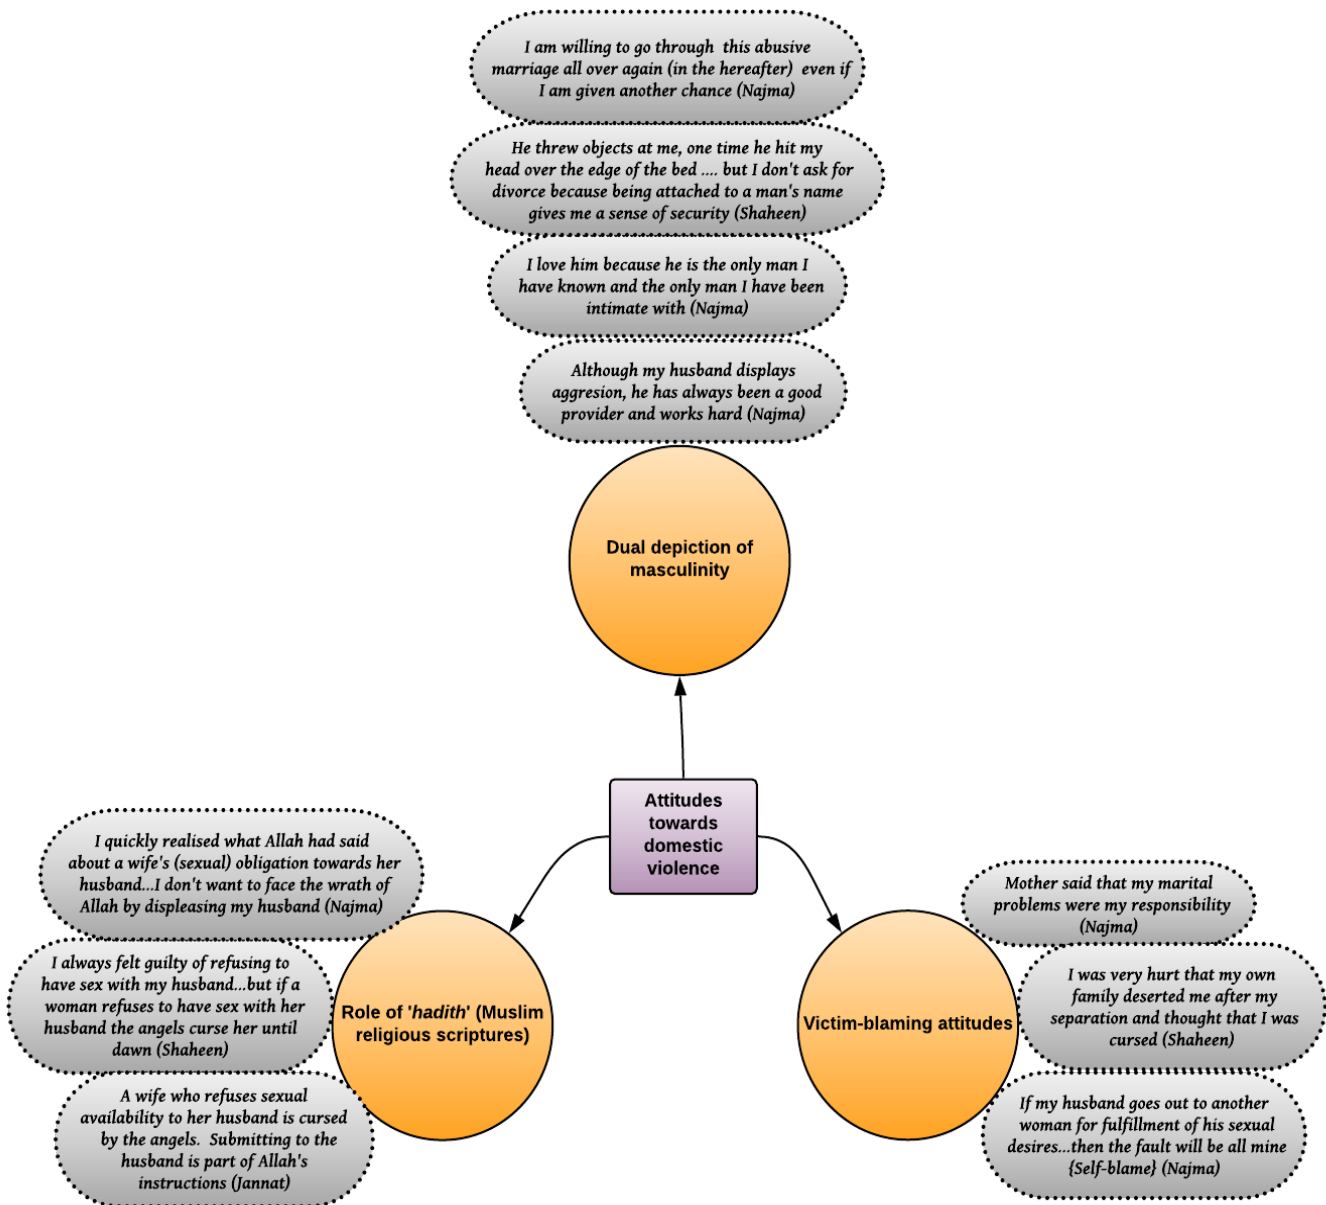 I am willing to go through  this abusive
marriage all over again (in the hereafter)  even if
I am given another chance (Najma)
He threw objects at me, one time he hit my
head over the edge of the bed .... but I don't ask for
divorce because being attached to a man's name
gives me a sense of security (Shaheen)
I love him because he is the only man I
have known and the only man I have been
intimate with (Najma)
Although my husband displays
aggresion, he has always been a good
provider and works hard (Najma)
Dual depiction of
masculinity
Attitudes
towards
domestic
violence
I quickly realised what Allah had said
about a wife's (sexual) obligation towards her
husband...I don't want to face the wrath of
Allah by displeasing my husband (Najma)
I always felt guilty of refusing to
have sex with my husband...but if a
woman refuses to have sex with her
husband the angels curse her until
dawn (Shaheen)
A wife who refuses sexual
availability to her husband is cursed
by the angels.  Submitting to the
husband is part of Allah's
instructions (Jannat)
Role of 'hadith' (Muslim
religious scriptures)
Victim-blaming attitudes
Mother said that my marital
problems were my responsibility
(Najma)
I was very hurt that my own
family deserted me after my
separation and thought that I was
cursed (Shaheen)
If my husband goes out to another
woman for fulfillment of his sexual
desires...then the fault will be all mine
{Self-blame} (Najma)